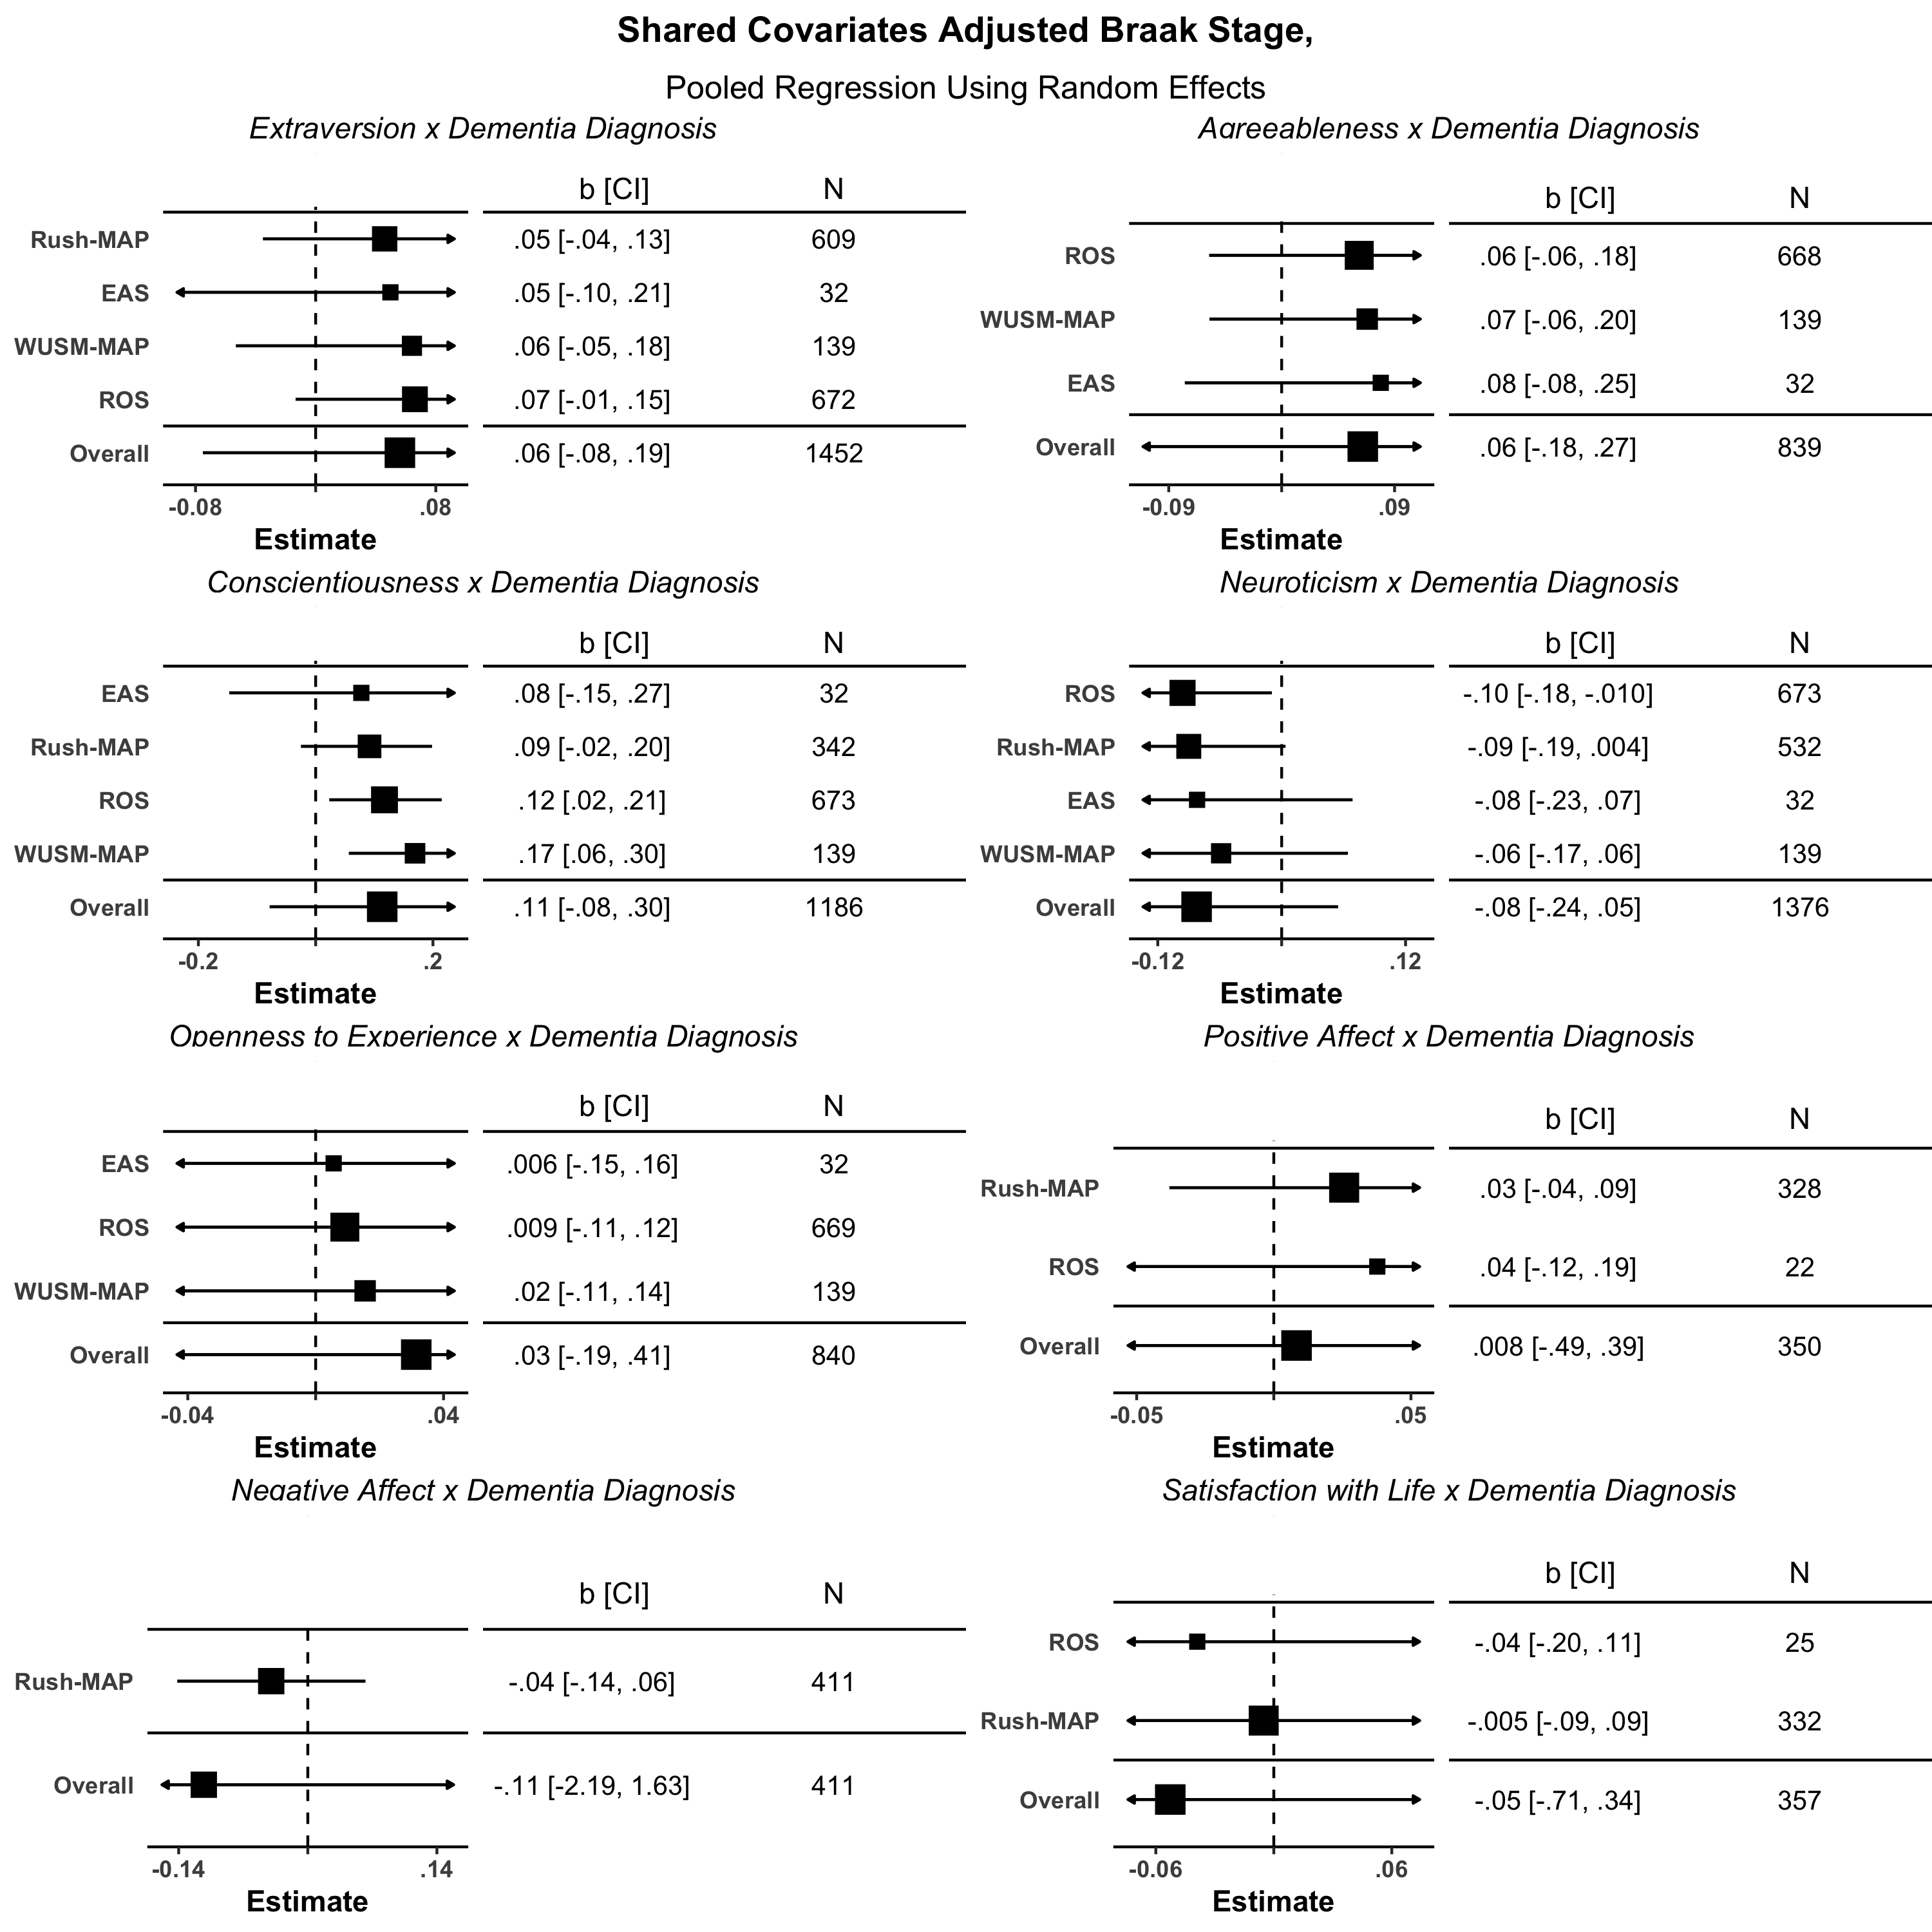 Shared Covariates Adjusted Braak Stage,
Pooled Regression Using Random Effects
Extraversion x Dementia Diagnosis
b [CI] N
Rush-MAP .05 [-.04, .13] 609
EAS .05 [-.10, .21] 32
WUSM-MAP .06 [-.05, .18] 139
ROS .07 [-.01, .15] 672
Overall .06 [-.08, .19] 1452
-0.08 .08
Estimate
Agreeableness x Dementia Diagnosis
b [CI] N
ROS .06 [-.06, .18] 668
WUSM-MAP .07 [-.06, .20] 139
EAS .08 [-.08, .25] 32
Overall .06 [-.18, .27] 839
-0.09 .09
Estimate
Conscientiousness x Dementia Diagnosis
b [CI] N
EAS .08 [-.15, .27] 32
Rush-MAP .09 [-.02, .20] 342
ROS .12 [.02, .21] 673
WUSM-MAP .17 [.06, .30] 139
Overall .11 [-.08, .30] 1186
-0.2 .2
Estimate
Neuroticism x Dementia Diagnosis
b [CI] N
ROS -.10 [-.18, -.010] 673
Rush-MAP -.09 [-.19, .004] 532
EAS -.08 [-.23, .07] 32
WUSM-MAP -.06 [-.17, .06] 139
Overall -.08 [-.24, .05] 1376
-0.12 .12
Estimate
Openness to Experience x Dementia Diagnosis
b [CI] N
EAS .006 [-.15, .16] 32
ROS .009 [-.11, .12] 669
WUSM-MAP .02 [-.11, .14] 139
Overall .03 [-.19, .41] 840
-0.04 .04
Estimate
Positive Affect x Dementia Diagnosis
b [CI] N
Rush-MAP .03 [-.04, .09] 328
ROS .04 [-.12, .19] 22
Overall .008 [-.49, .39] 350
-0.05 .05
Estimate
Negative Affect x Dementia Diagnosis
b [CI] N
Rush-MAP -.04 [-.14, .06] 411
Overall -.11 [-2.19, 1.63] 411
-0.14 .14
Estimate
Satisfaction with Life x Dementia Diagnosis
b [CI] N
ROS -.04 [-.20, .11] 25
Rush-MAP -.005 [-.09, .09] 332
Overall -.05 [-.71, .34] 357
-0.06 .06
Estimate